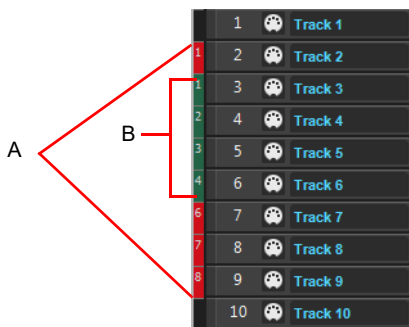 1 Track 1
1 2 Track 2
1 3 Track 3
2 4 Track 4
3 5 Track 5
4 6 Track 6
6 7 Track 7
7 8 Track 8
8 9 Track 9
10 Track 10
A
B